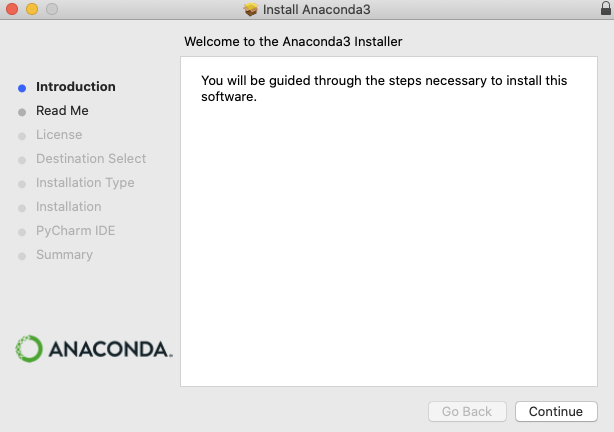 Install Anaconda3
Welcome to the Anaconda3 Installer
Introduction
Read Me
License
Destination Select
Installation Type
Installation
PyCharm IDE
Summary
You will be guided through the steps necessary to install this
software.
ANACONDA.
Go Back
Continue